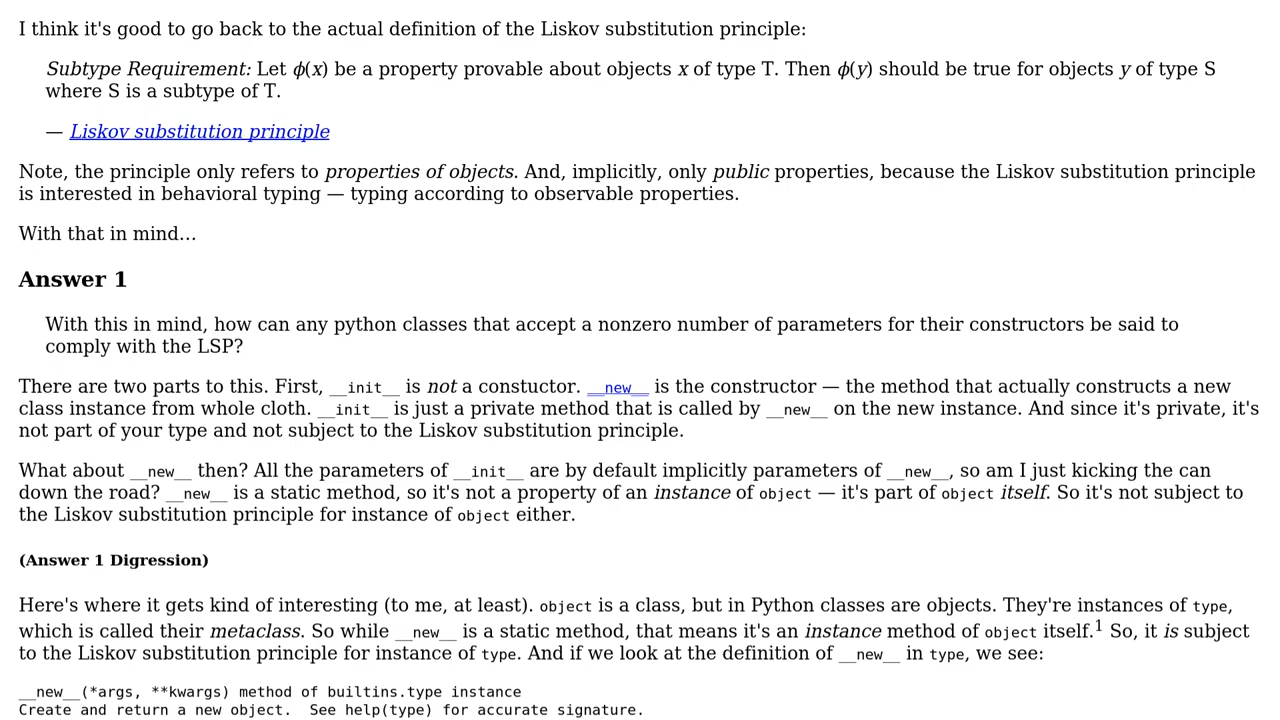 I think it's good to go back to the actual definition of the Liskov substitution principle:
Subtype Requirement: Let ϕ(x) be a property provable about objects x of type T. Then ϕ(y) should be true for objects y of type S
where S is a subtype of T.
— Liskov substitution principle
Note, the principle only refers to properties of objects. And, implicitly, only public properties, because the Liskov substitution principle
is interested in behavioral typing — typing according to observable properties.
With that in mind…
Answer 1
With this in mind, how can any python classes that accept a nonzero number of parameters for their constructors be said to
comply with the LSP?
There are two parts to this. First, __init__ is not a constuctor. __new__ is the constructor — the method that actually constructs a new
class instance from whole cloth. __init__ is just a private method that is called by __new__ on the new instance. And since it's private, it's
not part of your type and not subject to the Liskov substitution principle.
What about __new__ then? All the parameters of __init__ are by default implicitly parameters of __new__, so am I just kicking the can
down the road? __new__ is a static method, so it's not a property of an instance of object — it's part of object itself. So it's not subject to
the Liskov substitution principle for instance of object either.
(Answer 1 Digression)
Here's where it gets kind of interesting (to me, at least). object is a class, but in Python classes are objects. They're instances of type,
which is called their metaclass. So while __new__ is a static method, that means it's an instance method of object itself.1 So, it is subject
to the Liskov substitution principle for instance of type. And if we look at the definition of __new__ in type, we see:
__new__(*args, **kwargs) method of builtins.type instance
Create and return a new object.  See help(type) for accurate signature.